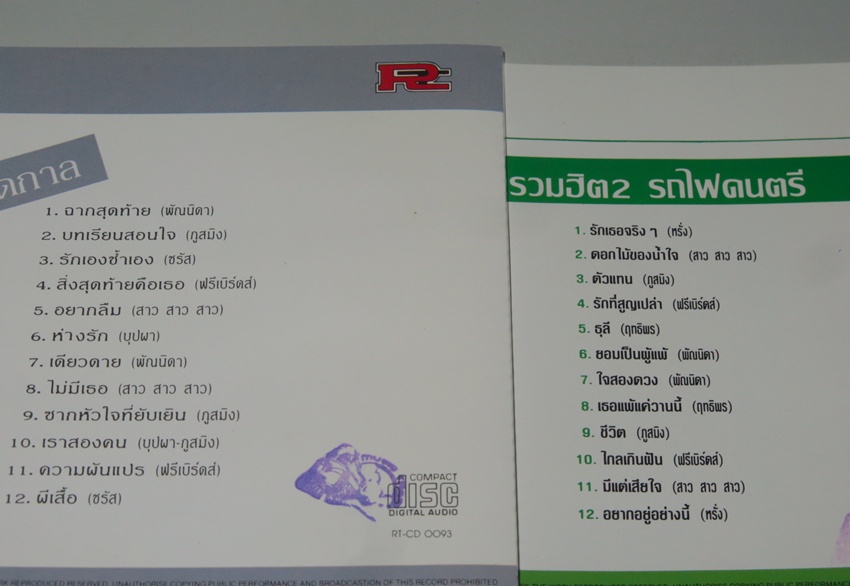 RC
ดกาล
1. ฉากสุดท้าย (พัณนิดา)
2. บทเรียนสอนใจ (ภูสมิง)
3. รักเองช้ำเอง (ชรัส)
4. สิ่งสุดท้ายคือเธอ (ฟรีเบิร์ดส์)
5. อยากลืม (สาว สาว สาว)
6. ห่างรัก (บุปผา)
7. เดียวดาย (พัณนิดา)
8. ไม่มีเธอ (สาว สาว สาว)
9. ซากหัวใจที่ยับเยิน (ภูสมิง)
10. เราสองคน (บุปผา-ภูสมิง)
11. ความผันแปร (ฟรีเบิร์ดส์)
12. ผีเสื้อ (ชรัส)
COMPACT
disc
DIGITAL AUDIO
RT-CD 0093
RK REPRODUCED RESERVED. UNAUTHORISE COPYING PUBLIC PERFORMANCE AND BROADCASTION OF THIS RECORD PROHIBITED
รวมฮิต2 รถไฟดนตรี
1. รักเธอจริง ๆ (หรั่ง)
2. ดอกไม้ของน้ำใจ (สาว สาว สาว)
3. ตัวแทน (ภูสมิง)
4. รักที่สูญเปล่า (ฟรีเบิร์ดส์)
5. ธุลี (ฤทธิพร)
6. ยอมเป็นผู้แพ้ (พัณนิดา)
7. ใจสองดวง (พัณนิดา)
8. เธอแพ้แค่วานนี้ (ฤทธิพร)
9. ชีวิต (ภูสมิง)
10. ไกลเกินฝัน (ฟรีเบิร์ดส์)
11. มีแต่เสียใจ (สาว สาว สาว)
12. อยากอยู่อย่างนี้ (หรั่ง)